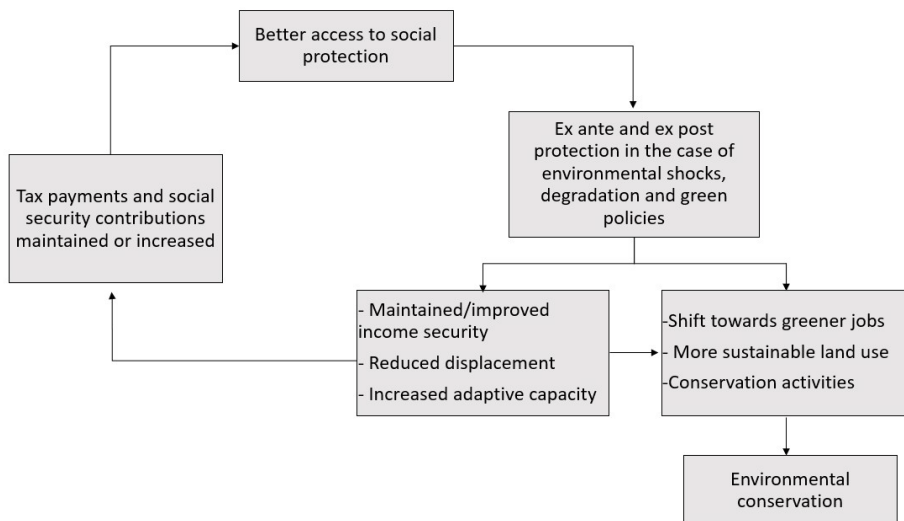 Better access to social
protection
Ex ante and ex post
protection in the case of
environmental shocks,
degradation and green
policies
Tax payments and social
security contributions
maintained or increased
- Maintained/improved
income security
- Reduced displacement
- Increased adaptive capacity
-Shift towards greener jobs
- More sustainable land use
-Conservation activities
Environmental
conservation